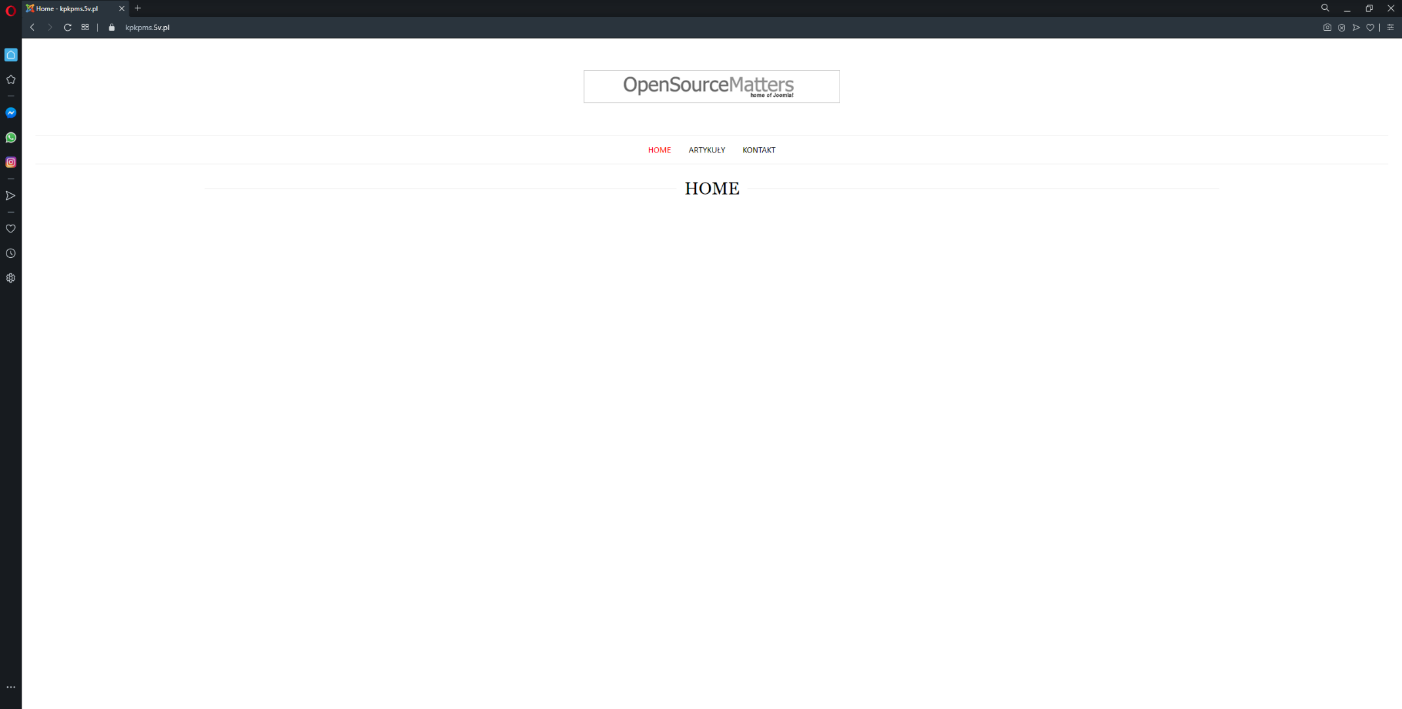 Home - kpkpms.5v.pl
kpkpms.5v.pl
OpenSourceMatters
home of Joomla!
HOME ARTYKUŁY KONTAKT
HOME